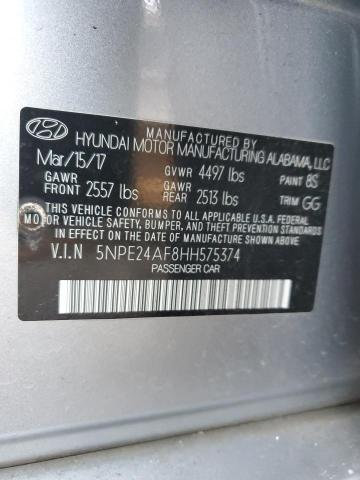 MANUFACTURED BY
HYUNDAI MOTOR MANUFACTURING ALABAMA, LLC
Mar/15/17 GVWR 4497 lbs PAINT 8S
GAWR FRONT 2557 lbs GAWR REAR 2513 lbs TRIM GG
THIS VEHICLE CONFORMS TO ALL APPLICABLE U.S.A. FEDERAL
MOTOR VEHICLE SAFETY, BUMPER, AND THEFT PREVENTION STANDARDS
IN EFFECT ON THE DATE OF MANUFACTURE SHOWN ABOVE.
V.I.N 5NPE24AF8HH575374
PASSENGER CAR